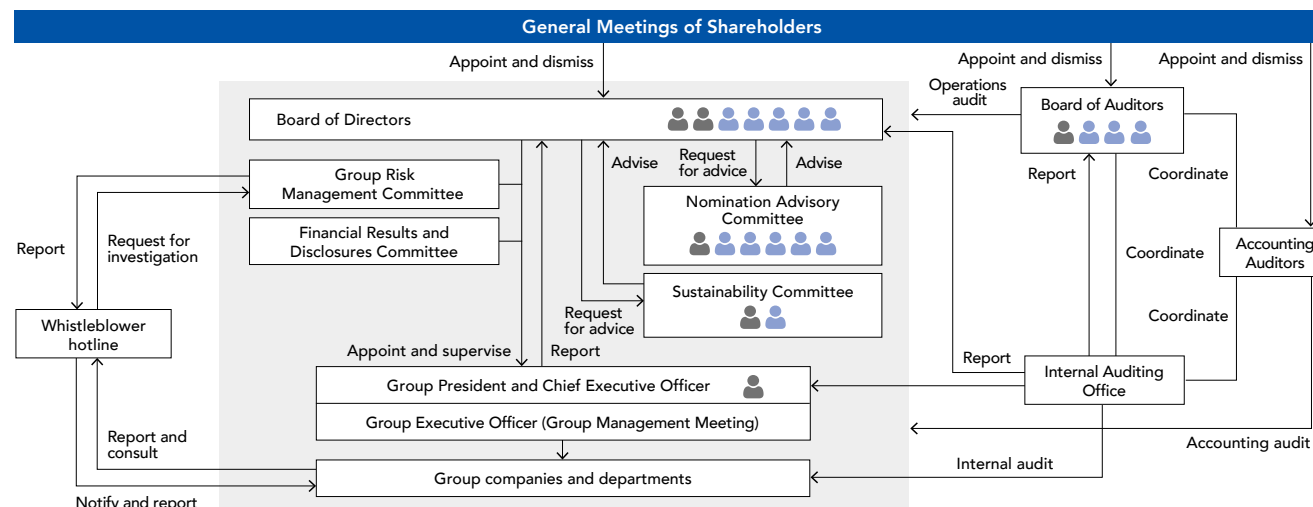 General Meetings of Shareholders
Appoint and dismiss
Appoint and dismiss
Appoint and dismiss
Operations
audit
Board of Directors
Board of Auditors
Group Risk
Management Committee
Advise
Request
for advice
Advise
Report
Coordinate
Nomination Advisory
Committee
Financial Results and
Disclosures Committee
Report
Request for
investigation
Accounting
Auditors
Coordinate
Sustainability Committee
Whistleblower
hotline
Request
for advice
Coordinate
Appoint and supervise
Report
Report
Internal Auditing
Office
Group President and Chief Executive Officer
Group Executive Officer (Group Management Meeting)
Report and
consult
Accounting audit
Internal audit
Group companies and departments
Notify and report